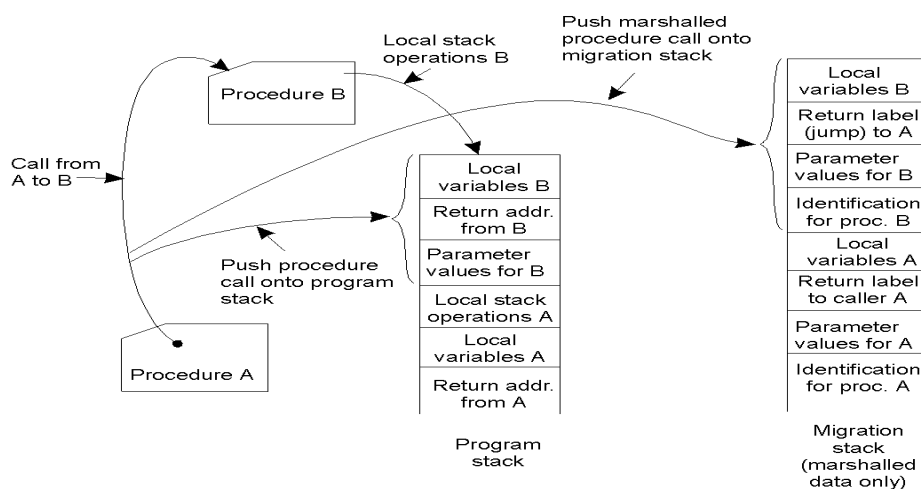 Push marshalled
procedure call onto
migration stack
Local stack
operations B
Procedure B
Call from
A to B
Push procedure
call onto program
stack
Procedure A
Local
variables B
Return addr.
from B
Parameter
values for B
Local stack
operations A
Local
variables A
Return addr.
from A
Program
stack
Local
variables B
Return label
(jump) to A
Parameter
values for B
Identification
for proc. B
Local
variables A
Return label
to caller A
Parameter
values for A
Identification
for proc. A
Migration
stack
(marshalled
data only)